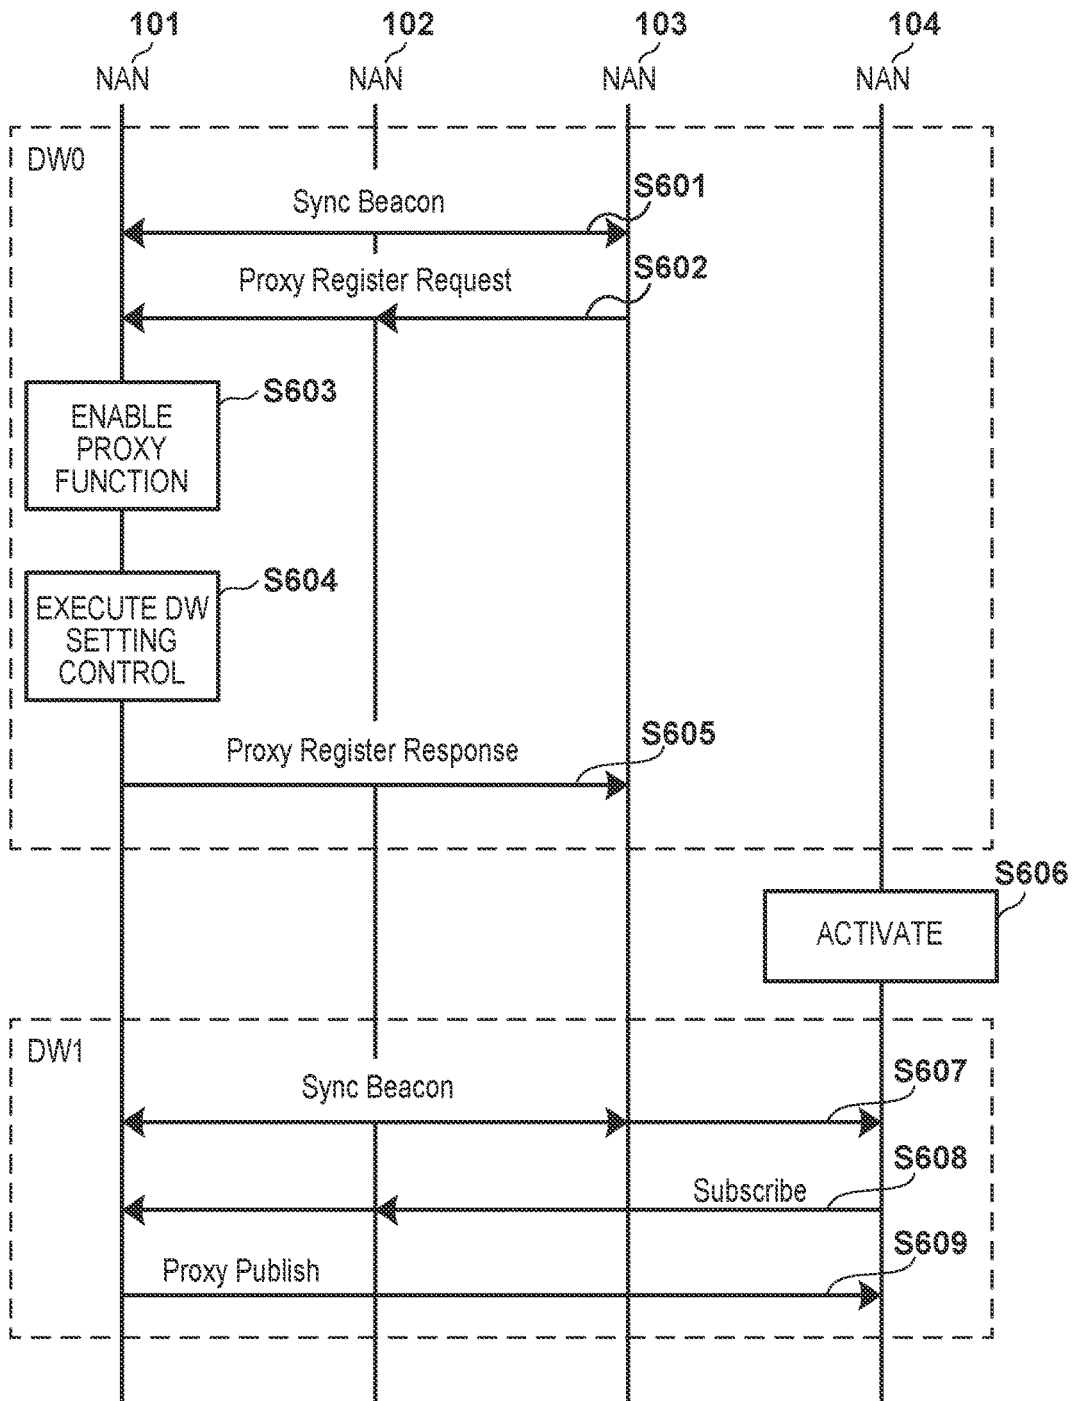 101 102 103 104
NAN NAN NAN NAN
DW0
S601
Sync Beacon
S602
Proxy Register Request
S603
ENABLE
PROXY
FUNCTION
S604
EXECUTE DW
SETTING
CONTROL
S605
Proxy Register Response
S606
ACTIVATE
DW1
S607
Sync Beacon
S608
Subscribe
S609
Proxy Publish